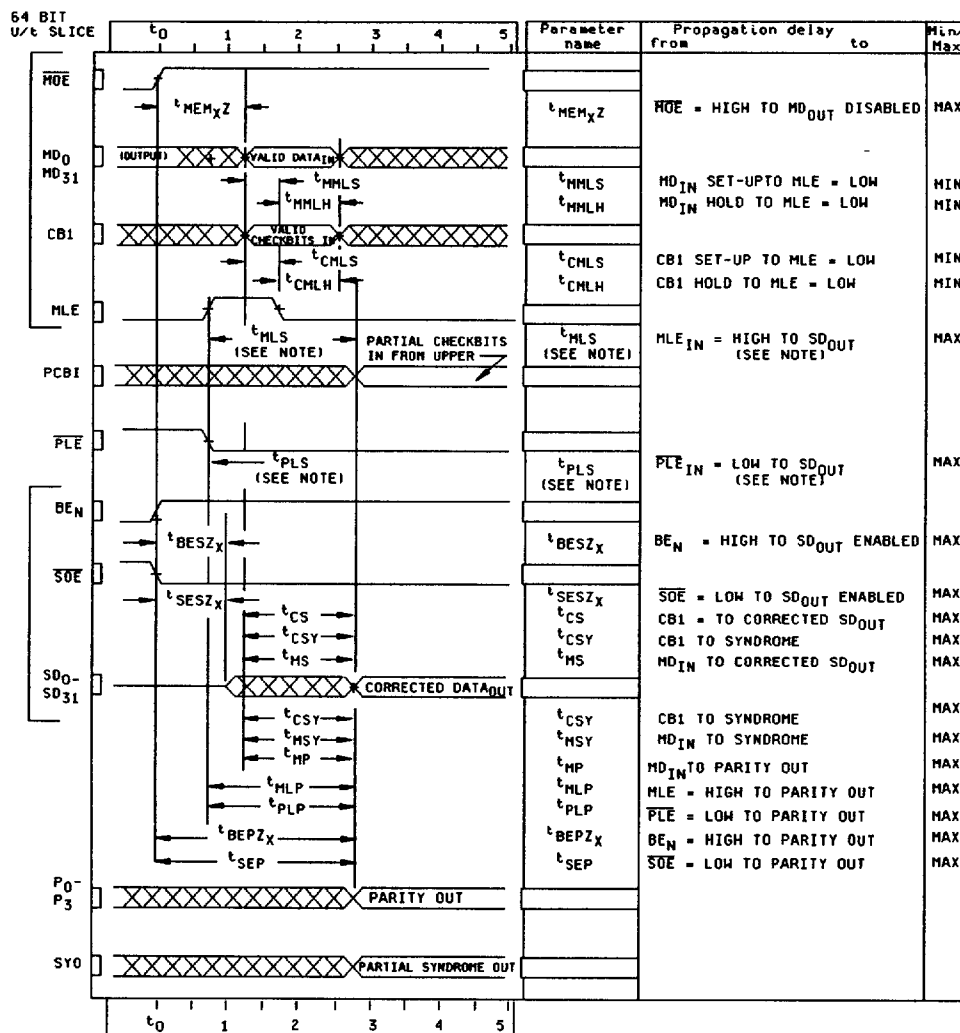 64 BIT
U/t SLICE
t0 1 2 3 4 5
Parameter name
Propagation delay
from to
Min/
Max
MOE
tMEMXZ
tMEMXZ
MOE = HIGH TO MDOUT DISABLED
MAX
MD0
MD31
(OUTPUT)
VALID DATAIN
tMMLS
tMMLS
MDIN SET-UPTO MLE = LOW
MIN
tMMLH
tMMLH
MDIN HOLD TO MLE = LOW
MIN
CB1
VALID
CHECKBITS IN
tCMLS
tCMLS
CB1 SET-UP TO MLE = LOW
MIN
tCMLH
tCMLH
CB1 HOLD TO MLE = LOW
MIN
MLE
tMLS
(SEE NOTE)
PARTIAL CHECKBITS
IN FROM UPPER
tMLS
(SEE NOTE)
MLEIN = HIGH TO SDOUT
(SEE NOTE)
MAX
PCBI
PLE
tPLS
(SEE NOTE)
tPLS
(SEE NOTE)
PLEIN = LOW TO SDOUT
(SEE NOTE)
MAX
BEN
tBESZX
tBESZX
BEN = HIGH TO SDOUT ENABLED
MAX
SOE
tSESZX
tSESZX
SOE = LOW TO SDOUT ENABLED
MAX
tCS
tCS
CB1 = TO CORRECTED SDOUT
MAX
tCSY
tCSY
CB1 TO SYNDROME
MAX
tMS
tMS
MDIN TO CORRECTED SDOUT
MAX
SD0-
SD31
CORRECTED DATAOUT
tCSY
tCSY
CB1 TO SYNDROME
MAX
tMSY
tMSY
MDIN TO SYNDROME
MAX
tMP
tMP
MDIN TO PARITY OUT
MAX
tMLP
tMLP
MLE = HIGH TO PARITY OUT
MAX
tPLP
tPLP
PLE = LOW TO PARITY OUT
MAX
tBEPZX
tBEPZX
BEN = HIGH TO PARITY OUT
MAX
tSEP
tSEP
SOE = LOW TO PARITY OUT
MAX
P0-
P3
PARITY OUT
SYO
PARTIAL SYNDROME OUT
t0 1 2 3 4 5